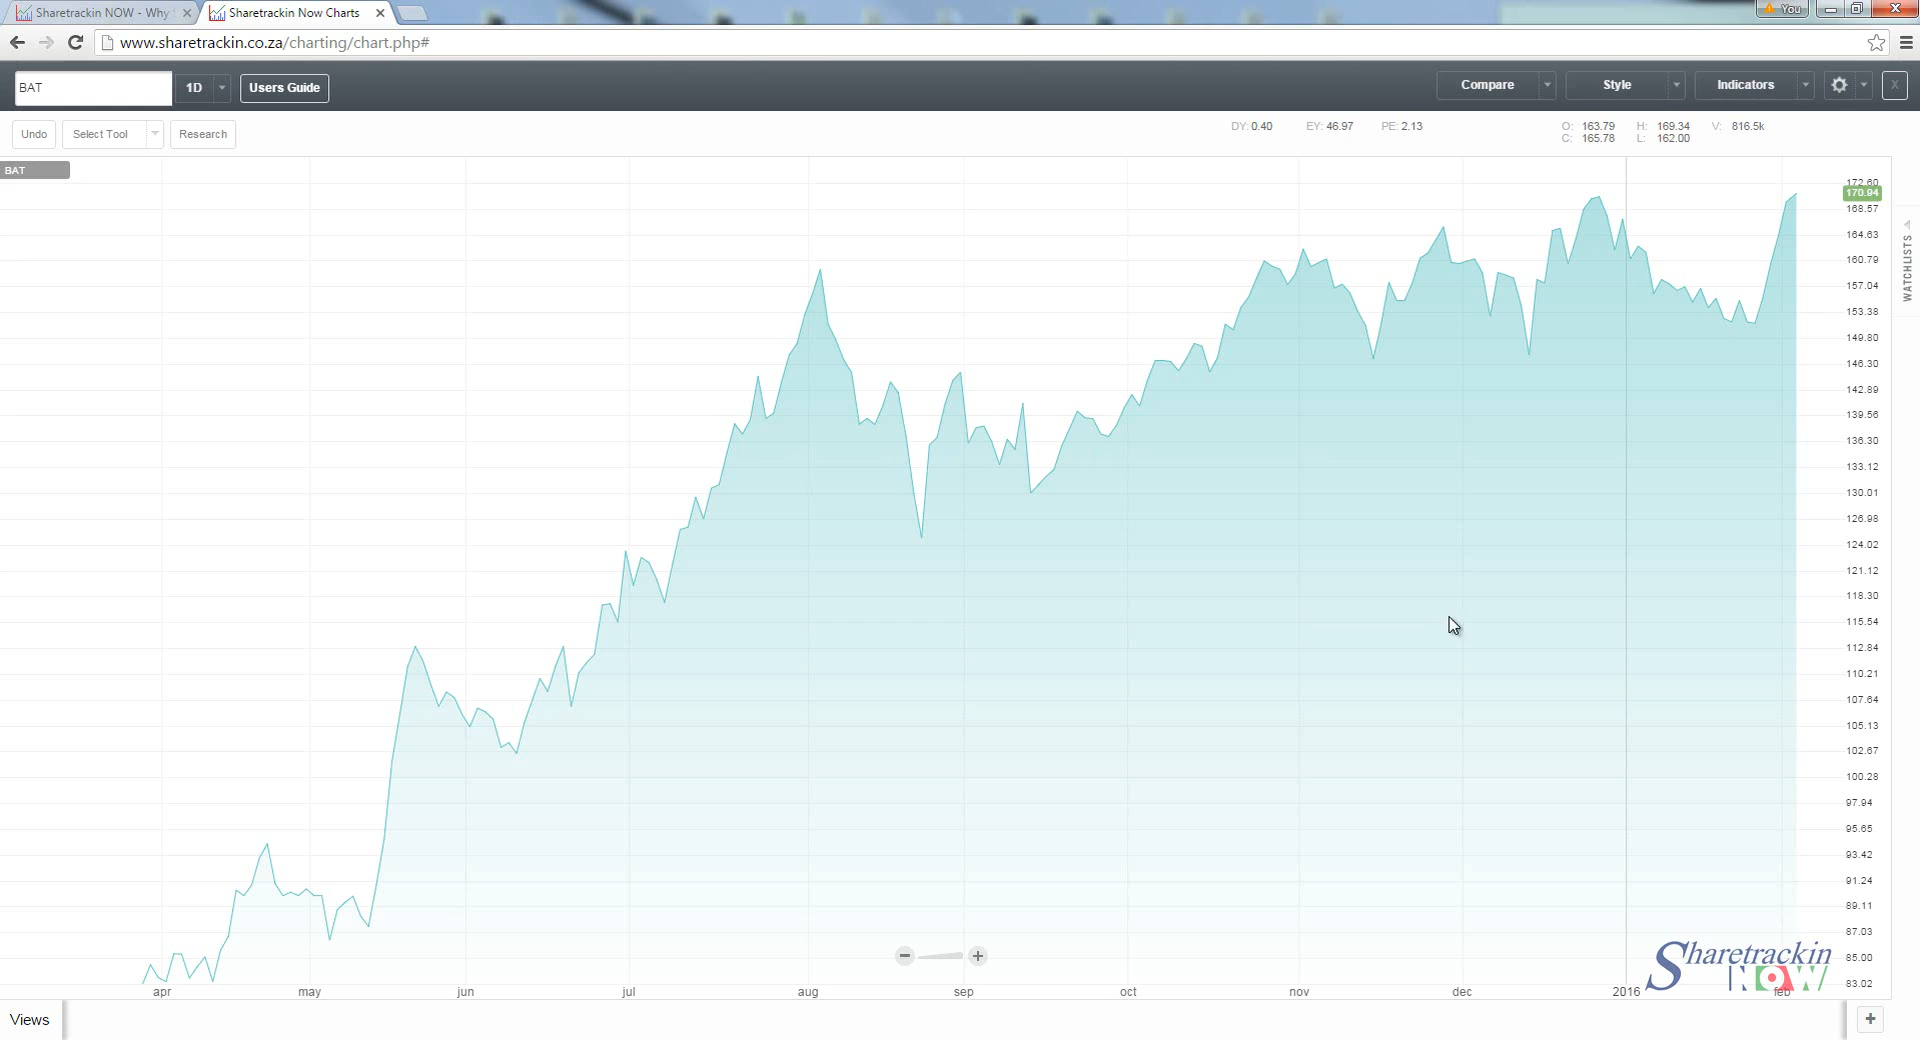 Sharetrackin NOW - Why
Sharetrackin Now Charts
You
www.sharetrackin.co.za/charting/chart.php#
BAT
1D
Users Guide
Compare
Style
Indicators
X
Undo
Select Tool
Research
DY: 0.40 EY: 46.97 PE: 2.13
O: 163.79 H: 169.34 V: 816.5k
C: 165.78 L: 162.00
BAT
172.60
170.94
168.57
164.63
160.79
157.04
153.38
149.80
146.30
142.89
139.56
136.30
133.12
130.01
126.98
124.02
121.12
118.30
115.54
112.84
110.21
107.64
105.13
102.67
100.28
97.94
95.65
93.42
91.24
89.11
87.03
85.00
83.02
WATCHLISTS
Sharetrackin
NOW
apr may jun jul aug sep oct nov dec 2016 feb
Views